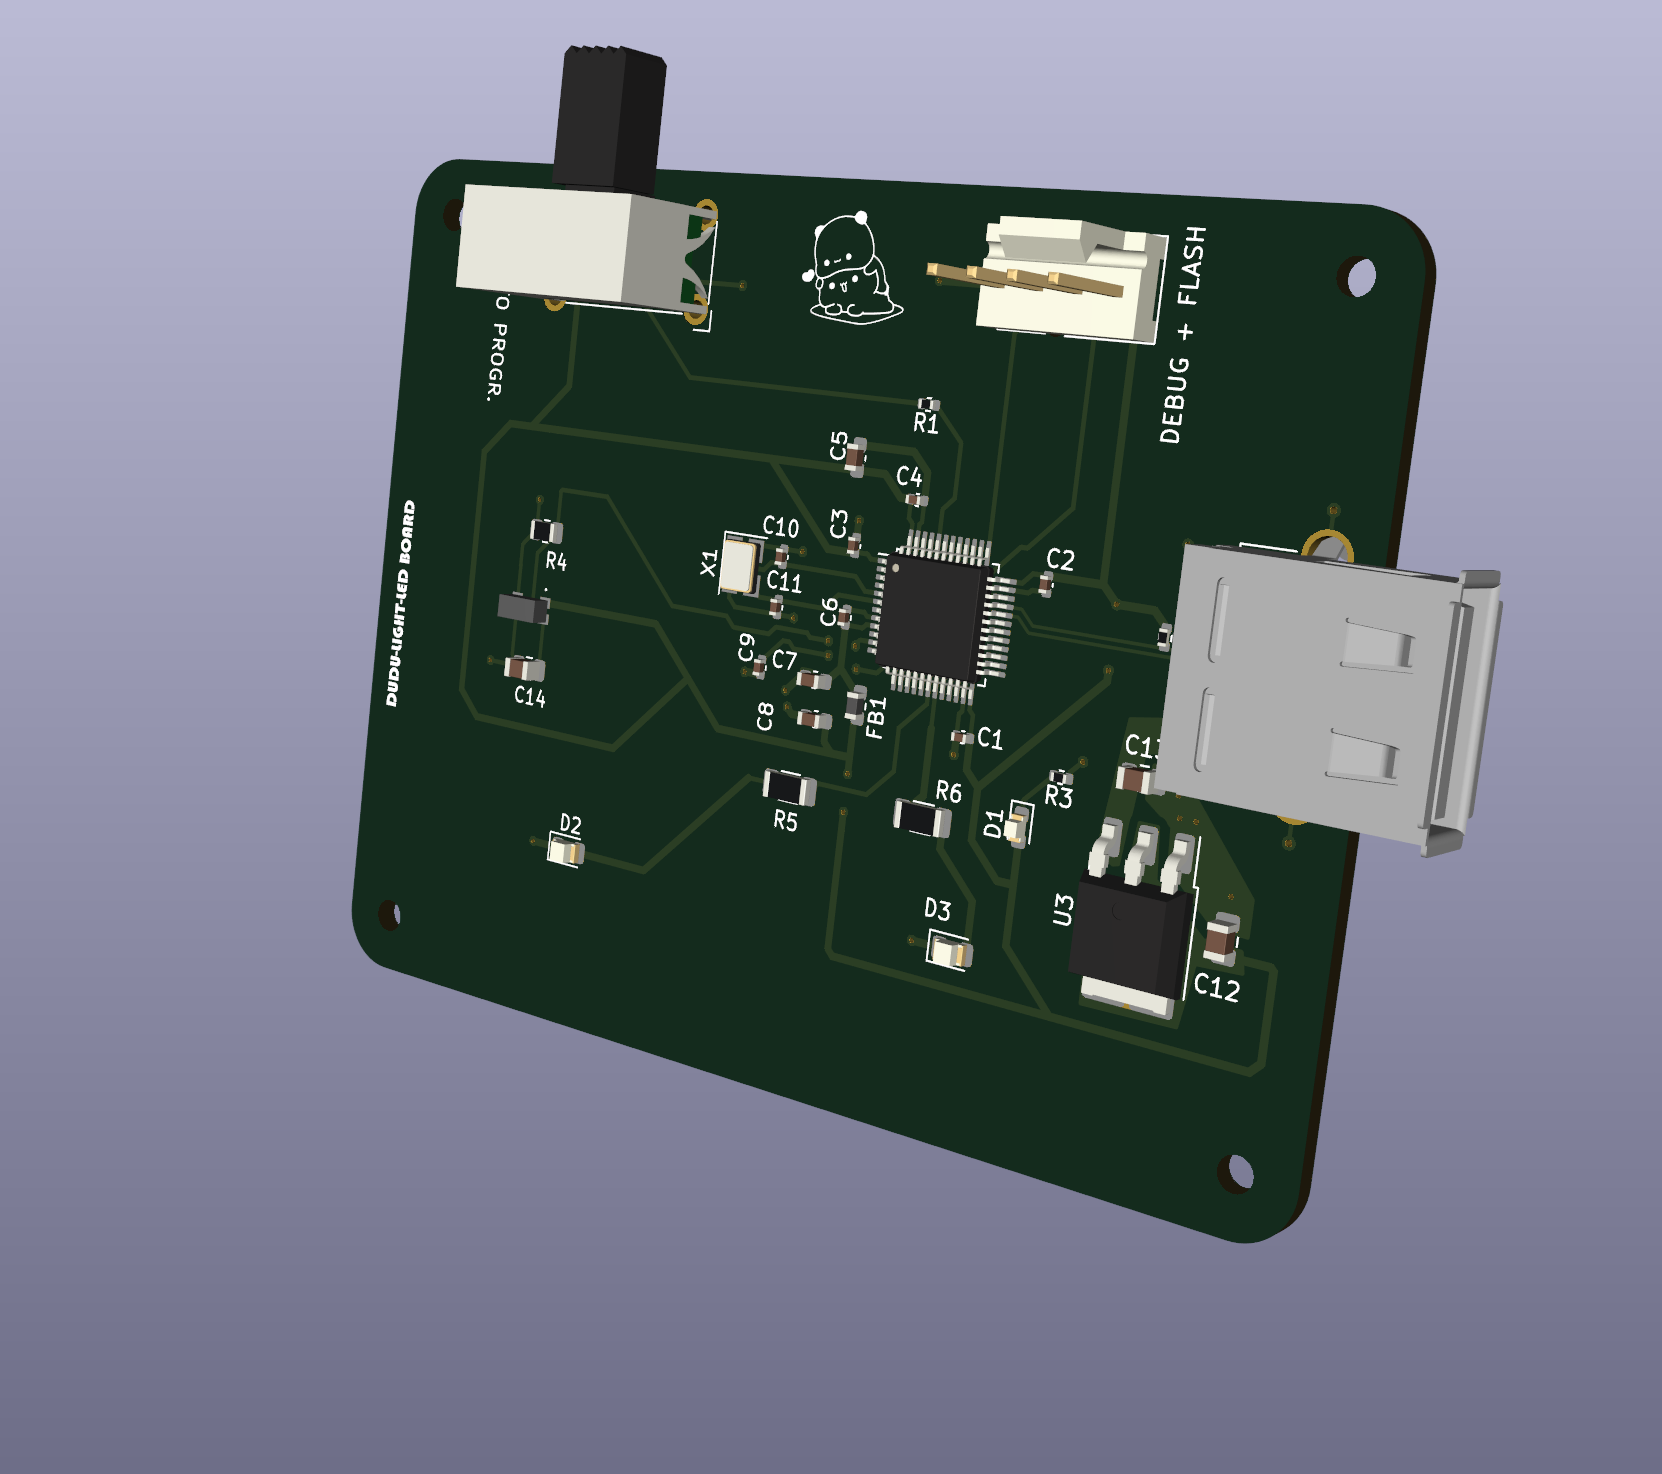 O PROGR.
DEBUG + FLASH
R1
C5
C4
C3
C10
X1
C11
C2
R4
C6
DUDU-LIGHT-LED BOARD
C9
C7
C14
C8
FB1
C1
R3
R6
D1
R5
D2
U3
D3
C12